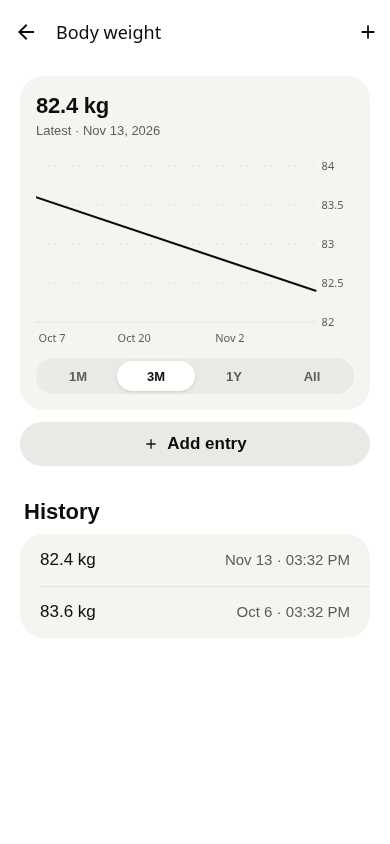 Body weight
82.4 kg
Latest · Nov 13, 2026
84
83.5
83
82.5
82
Oct 7 Oct 20 Nov 2
1M 3M 1Y All
+ Add entry
History
82.4 kg Nov 13 · 03:32 PM
83.6 kg Oct 6 · 03:32 PM